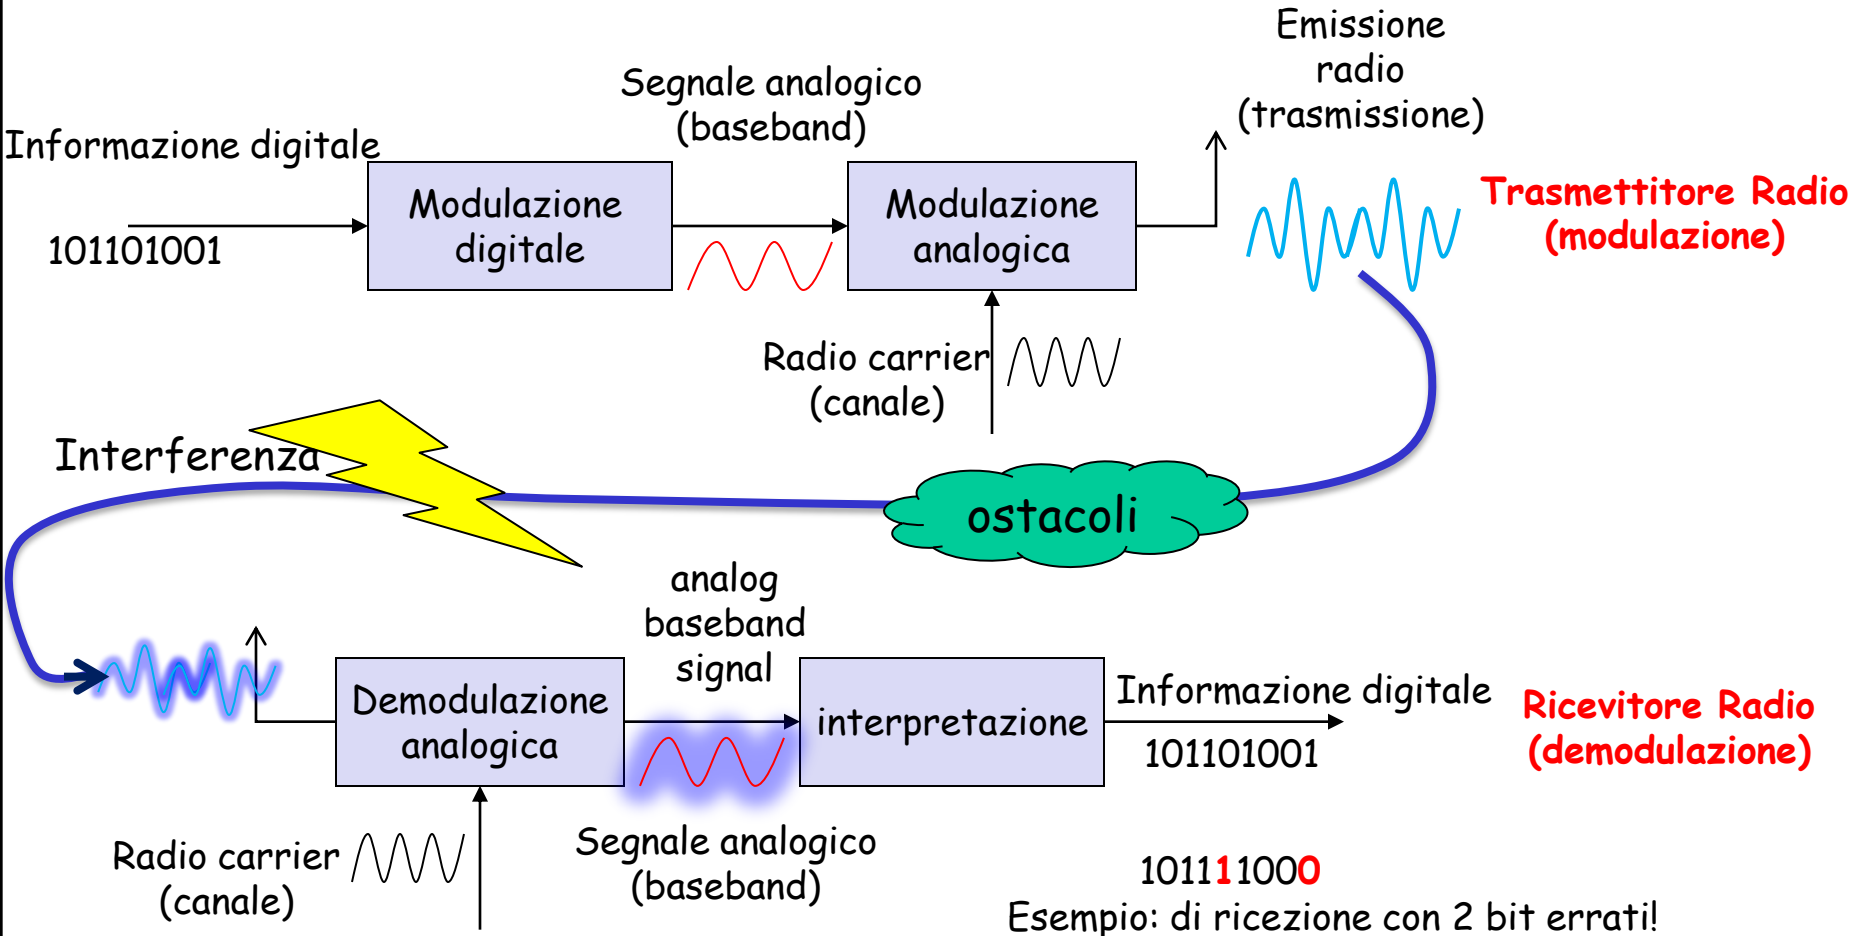 Emissione
radio
(trasmissione)
Segnale analogico
(baseband)
Informazione digitale
101101001
Modulazione
digitale
Modulazione
analogica
Trasmettitore Radio
(modulazione)
Radio carrier
(canale)
Interferenza
ostacoli
analog
baseband
signal
Demodulazione
analogica
interpretazione
Informazione digitale
101101001
Ricevitore Radio
(demodulazione)
Radio carrier
(canale)
Segnale analogico
(baseband)
101111000
Esempio: di ricezione con 2 bit errati!